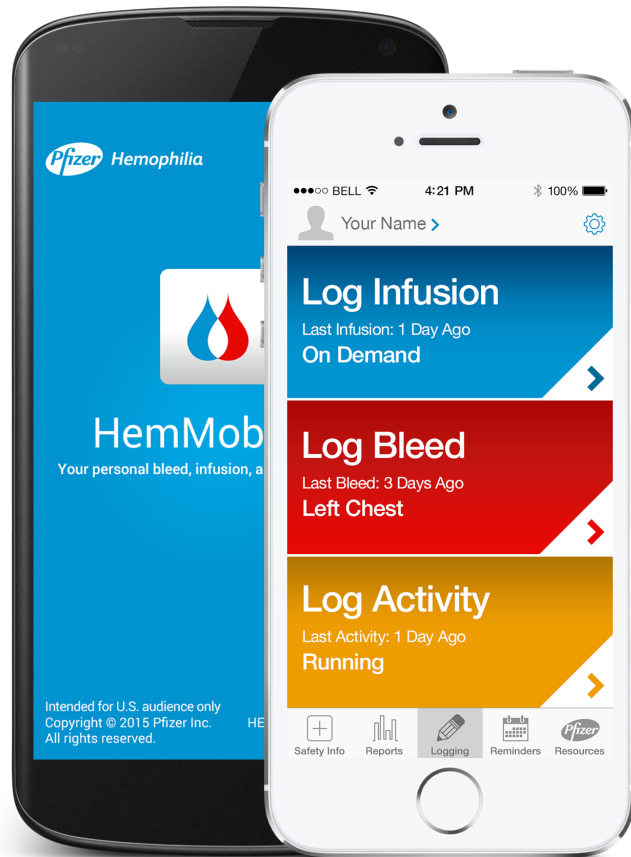 Pfizer Hemophilia
HemMob
Your personal bleed, infusion, a
Intended for U.S. audience only
Copyright © 2015 Pfizer Inc. HE
All rights reserved.
BELL 4:21 PM 100%
Your Name
Log Infusion
Last Infusion: 1 Day Ago
On Demand
Log Bleed
Last Bleed: 3 Days Ago
Left Chest
Log Activity
Last Activity: 1 Day Ago
Running
Safety Info Reports Logging Reminders Pfizer Resources